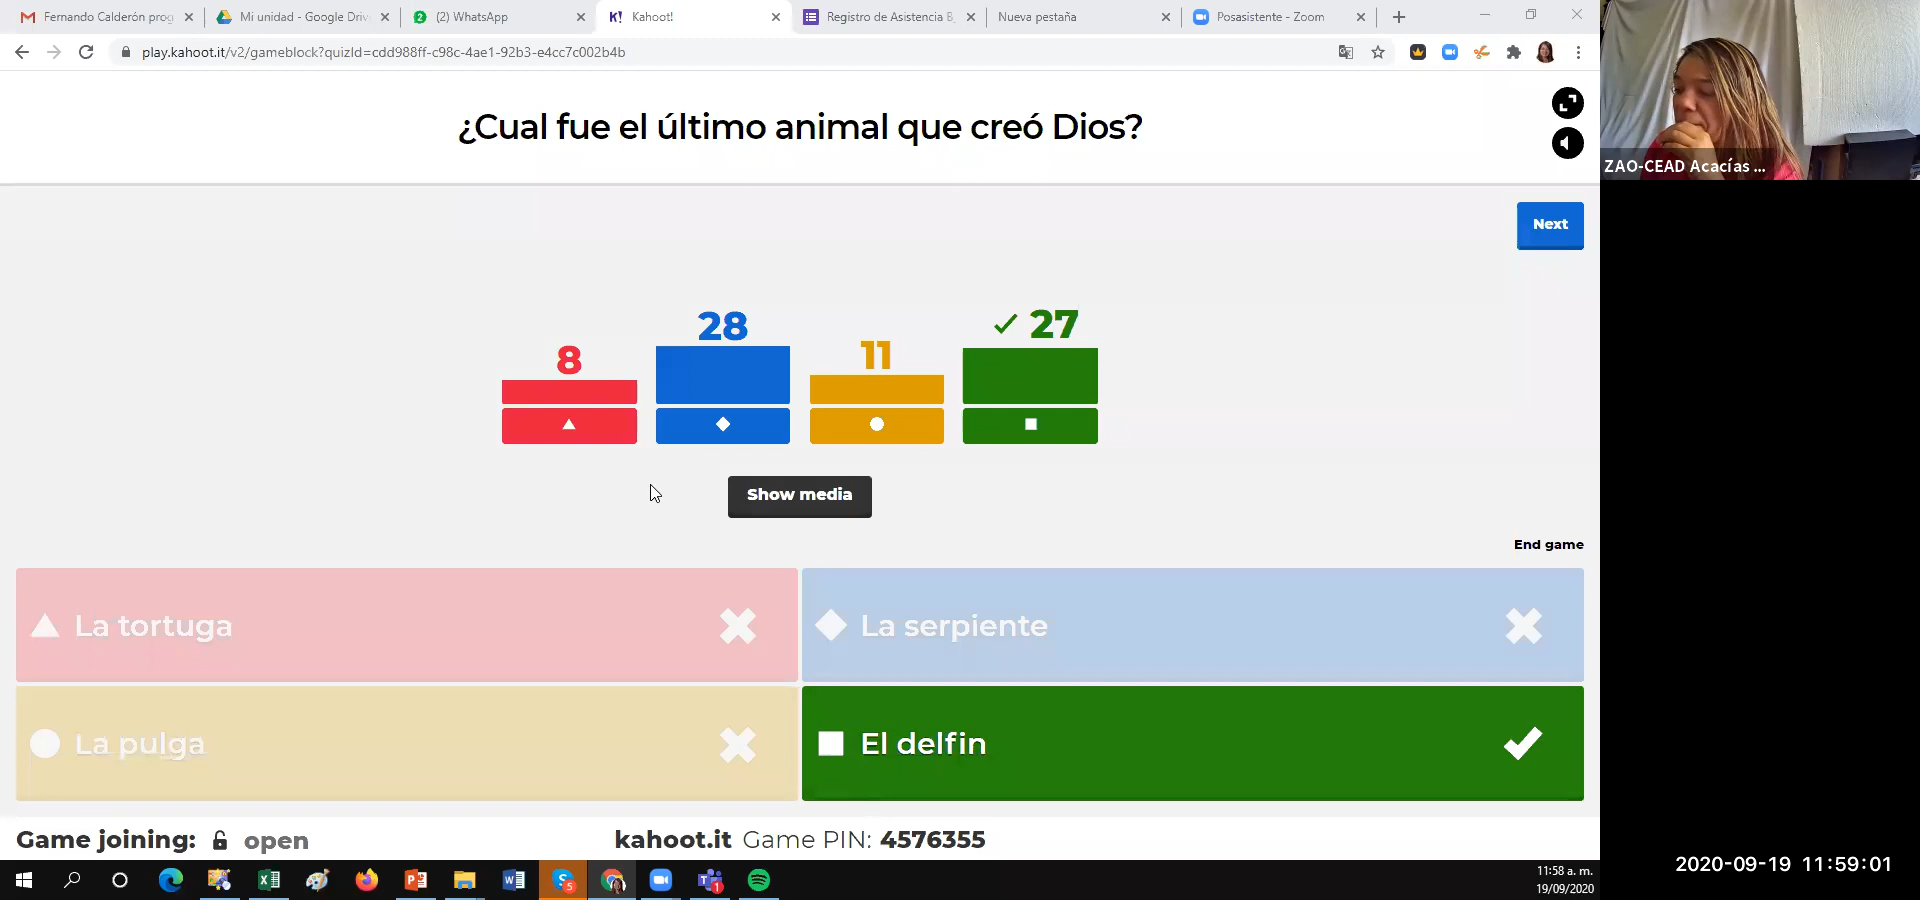 Fernando Calderón prog
Mi unidad - Google Driv
(2) WhatsApp
Kahoot!
Registro de Asistencia B
Nueva pestaña
Posasistente - Zoom
play.kahoot.it/v2/gameblock?quizId=cdd988ff-c98c-4ae1-92b3-e4cc7c002b4b
¿Cual fue el último animal que creó Dios?
ZAO-CEAD Acacías ...
Next
8
28
11
27
Show media
End game
La tortuga
La serpiente
La pulga
El delfin
Game joining: open
kahoot.it Game PIN: 4576355
11:58 a. m.
19/09/2020
2020-09-19 11:59:01